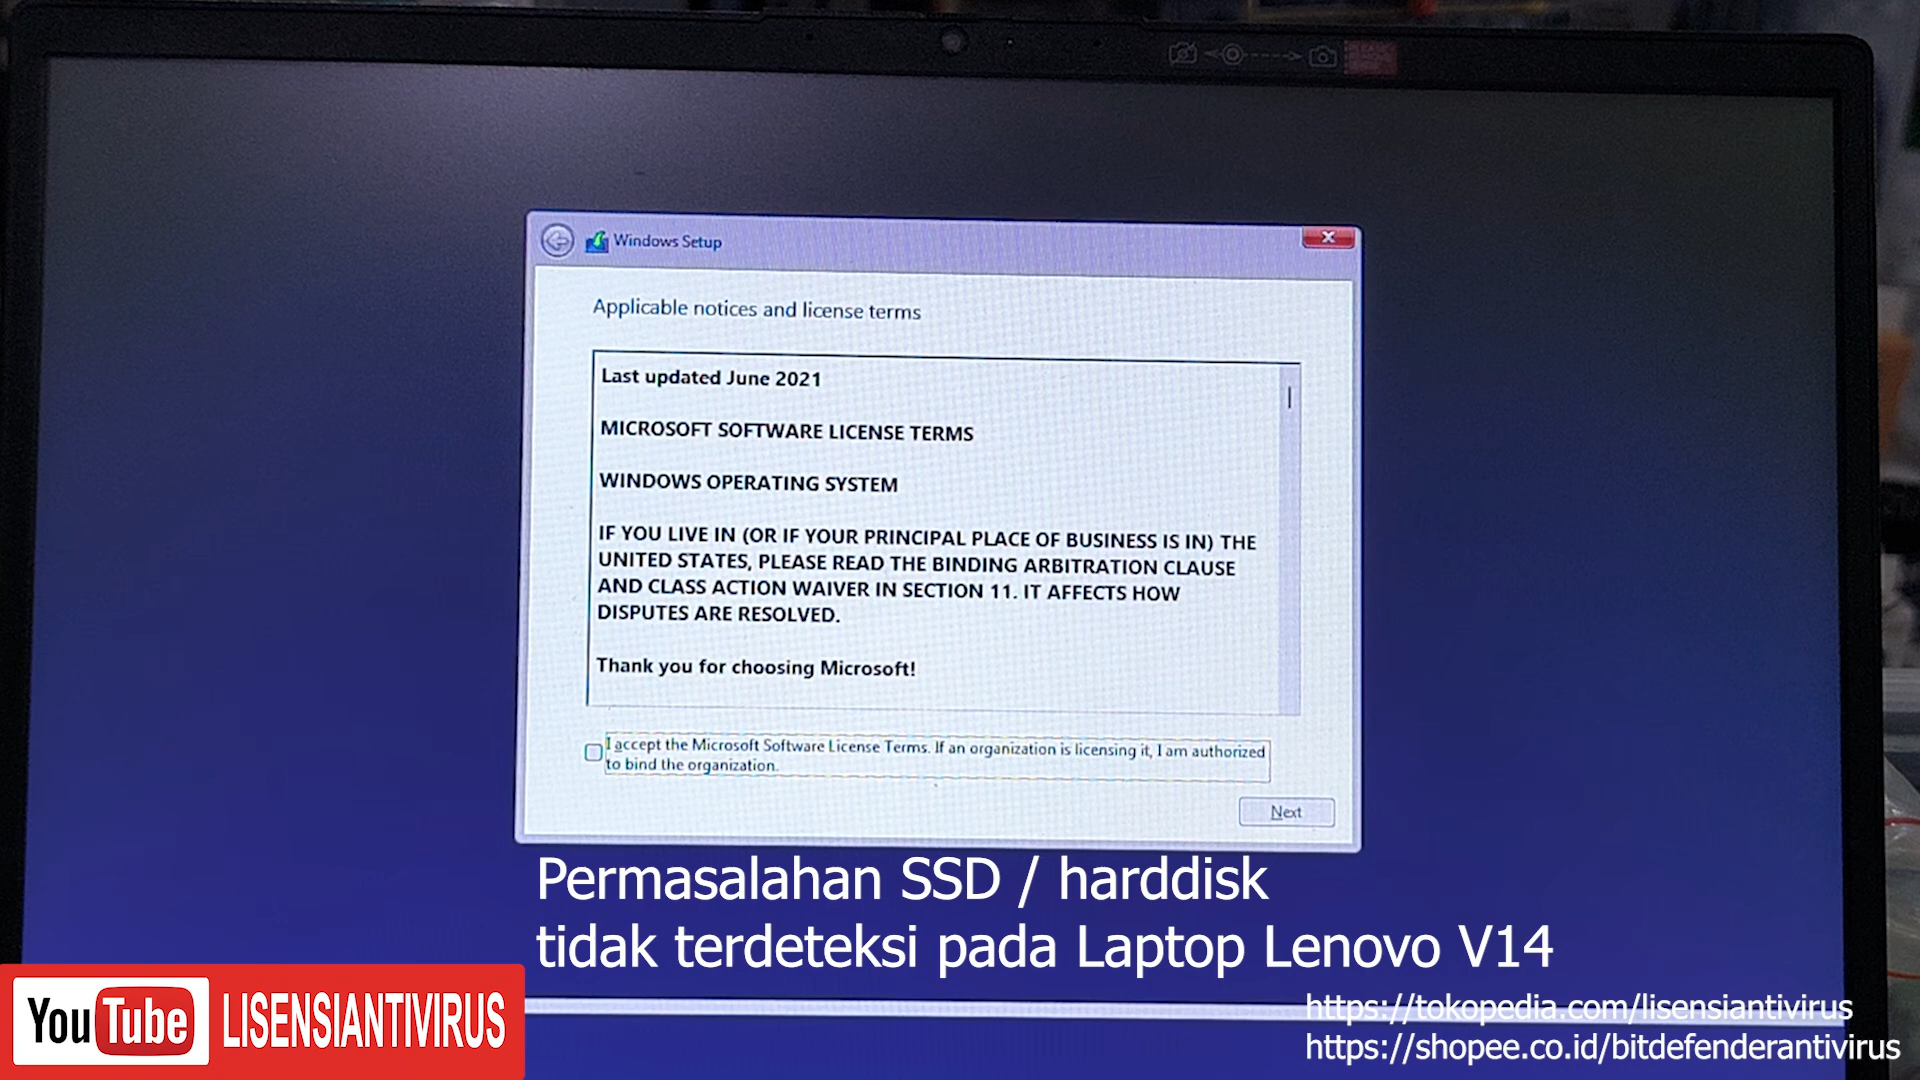 Windows Setup
Applicable notices and license terms
Last updated June 2021
MICROSOFT SOFTWARE LICENSE TERMS
WINDOWS OPERATING SYSTEM
IF YOU LIVE IN (OR IF YOUR PRINCIPAL PLACE OF BUSINESS IS IN) THE
UNITED STATES, PLEASE READ THE BINDING ARBITRATION CLAUSE
AND CLASS ACTION WAIVER IN SECTION 11. IT AFFECTS HOW
DISPUTES ARE RESOLVED.
Thank you for choosing Microsoft!
I accept the Microsoft Software License Terms. If an organization is licensing it, I am authorized
to bind the organization.
Next
Permasalahan SSD / harddisk
tidak terdeteksi pada Laptop Lenovo V14
YouTube LISENSIANTIVIRUS
https://tokopedia.com/lisensiantivirus
https://shopee.co.id/bitdefenderantivirus